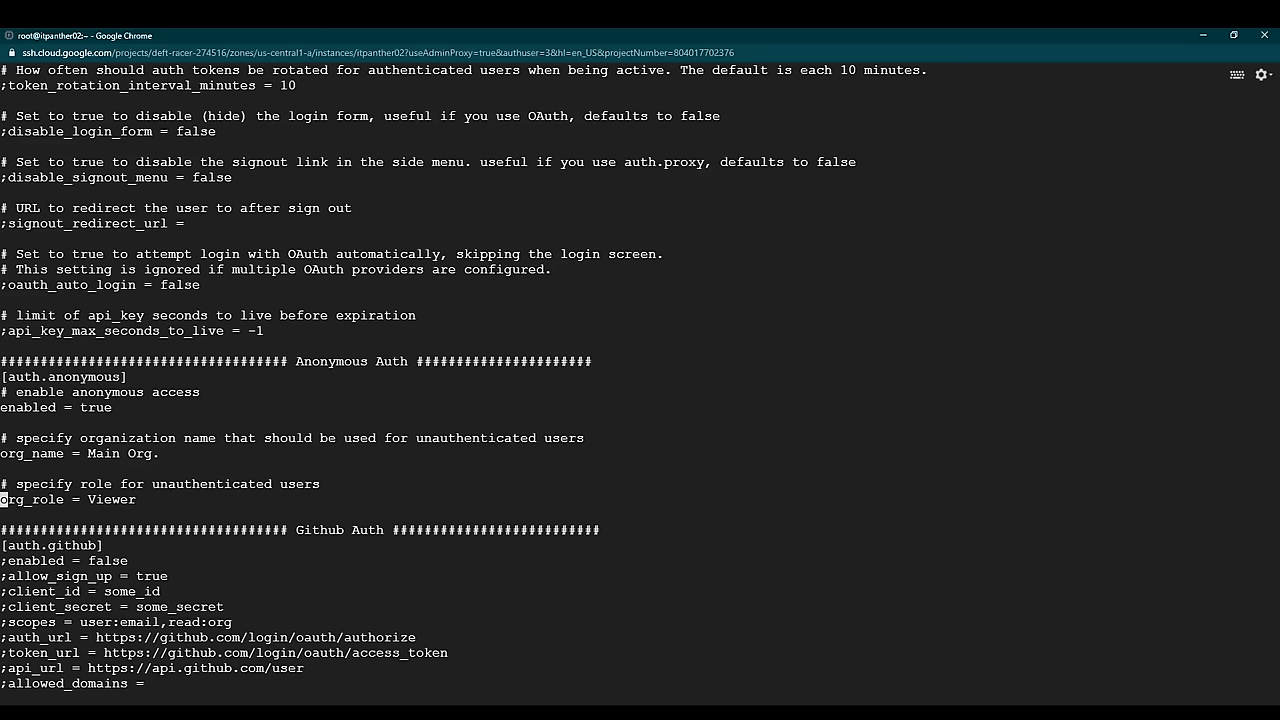 root@itpanther02:~ - Google Chrome
ssh.cloud.google.com/projects/deft-racer-274516/zones/us-central1-a/instances/itpanther02?useAdminProxy=true&authuser=3&hl=en_US&projectNumber=804017702376
# How often should auth tokens be rotated for authenticated users when being active. The default is each 10 minutes.
;token_rotation_interval_minutes = 10
# Set to true to disable (hide) the login form, useful if you use OAuth, defaults to false
;disable_login_form = false
# Set to true to disable the signout link in the side menu. useful if you use auth.proxy, defaults to false
;disable_signout_menu = false
# URL to redirect the user to after sign out
;signout_redirect_url =
# Set to true to attempt login with OAuth automatically, skipping the login screen.
# This setting is ignored if multiple OAuth providers are configured.
;oauth_auto_login = false
# limit of api_key seconds to live before expiration
;api_key_max_seconds_to_live = -1
#################################### Anonymous Auth ######################
[auth.anonymous]
# enable anonymous access
enabled = true
# specify organization name that should be used for unauthenticated users
org_name = Main Org.
# specify role for unauthenticated users
org_role = Viewer
#################################### Github Auth ##########################
[auth.github]
;enabled = false
;allow_sign_up = true
;client_id = some_id
;client_secret = some_secret
;scopes = user:email,read:org
;auth_url = https://github.com/login/oauth/authorize
;token_url = https://github.com/login/oauth/access_token
;api_url = https://api.github.com/user
;allowed_domains =